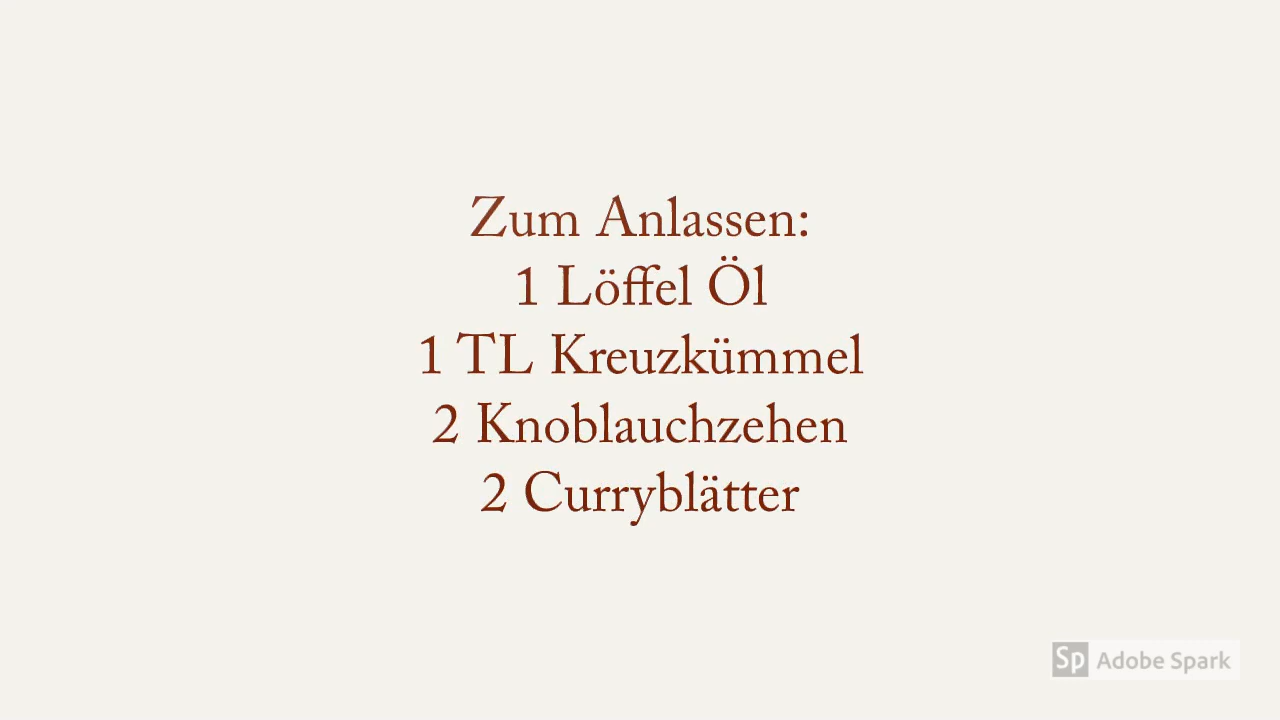 Zum Anlassen:
1 Löffel Öl
1 TL Kreuzkümmel
2 Knoblauchzehen
2 Curryblätter
Sp Adobe Spark